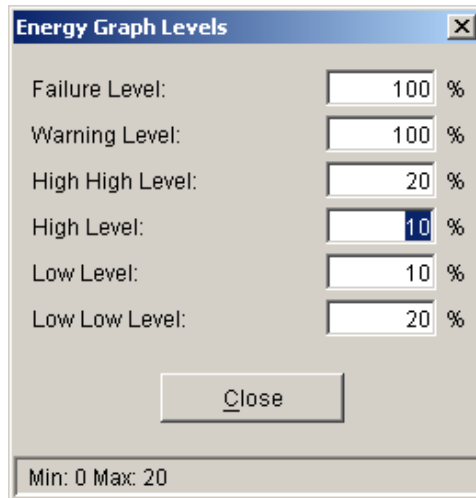 Energy Graph Levels
Failure Level: 100 %
Warning Level: 100 %
High High Level: 20 %
High Level: 10 %
Low Level: 10 %
Low Low Level: 20 %
Close
Min: 0 Max: 20